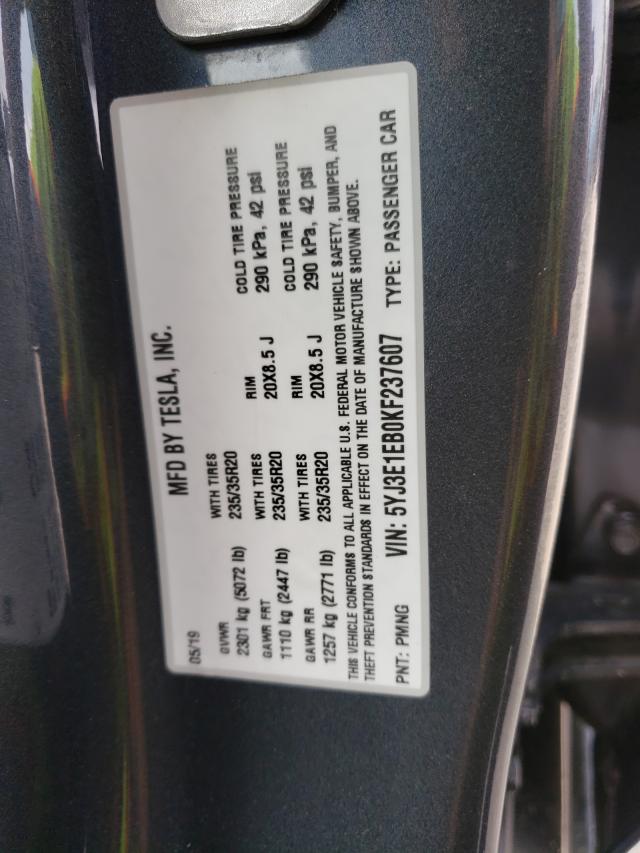 MFD BY TESLA, INC.
05/19
GVWR WITH TIRES COLD TIRE PRESSURE
2301 kg (5072 lb) 235/35R20 290 kPa, 42 psi
GAWR FRT WITH TIRES RIM COLD TIRE PRESSURE
1110 kg (2447 lb) 235/35R20 20X8.5 J 290 kPa, 42 psi
GAWR RR WITH TIRES RIM
1257 kg (2771 lb) 235/35R20 20X8.5 J
THIS VEHICLE CONFORMS TO ALL APPLICABLE U.S. FEDERAL MOTOR VEHICLE SAFETY, BUMPER, AND
THEFT PREVENTION STANDARDS IN EFFECT ON THE DATE OF MANUFACTURE SHOWN ABOVE.
PNT: PMNG VIN: 5YJ3E1EB0KF237607 TYPE: PASSENGER CAR